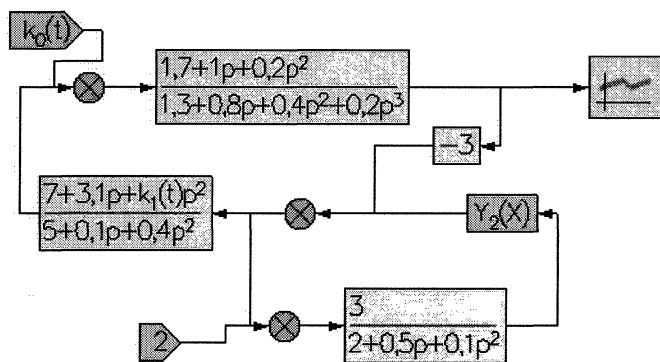 k₀(t)
1,7+1p+0,2p²
1,3+0,8p+0,4p²+0,2p³
-3
7+3,1p+k₁(t)p²
5+0,1p+0,4p²
Y₂(X)
2
3
2+0,5p+0,1p²